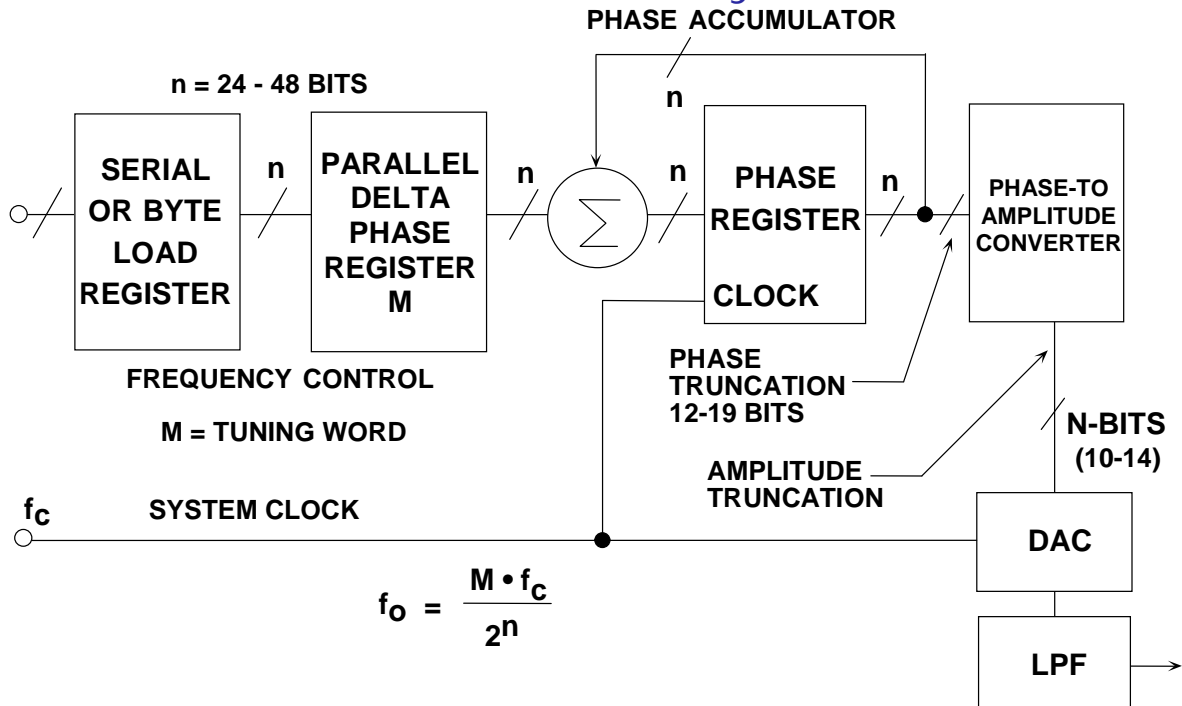 PHASE ACCUMULATOR
n = 24 - 48 BITS
SERIAL
OR BYTE
LOAD
REGISTER
n
PARALLEL
DELTA
PHASE
REGISTER
M
n
Σ
n
n
PHASE
REGISTER
CLOCK
n
PHASE-TO
AMPLITUDE
CONVERTER
FREQUENCY CONTROL
M = TUNING WORD
PHASE
TRUNCATION
12-19 BITS
AMPLITUDE
TRUNCATION
N-BITS
(10-14)
fc
SYSTEM CLOCK
DAC
fo = M • fc
2n
LPF